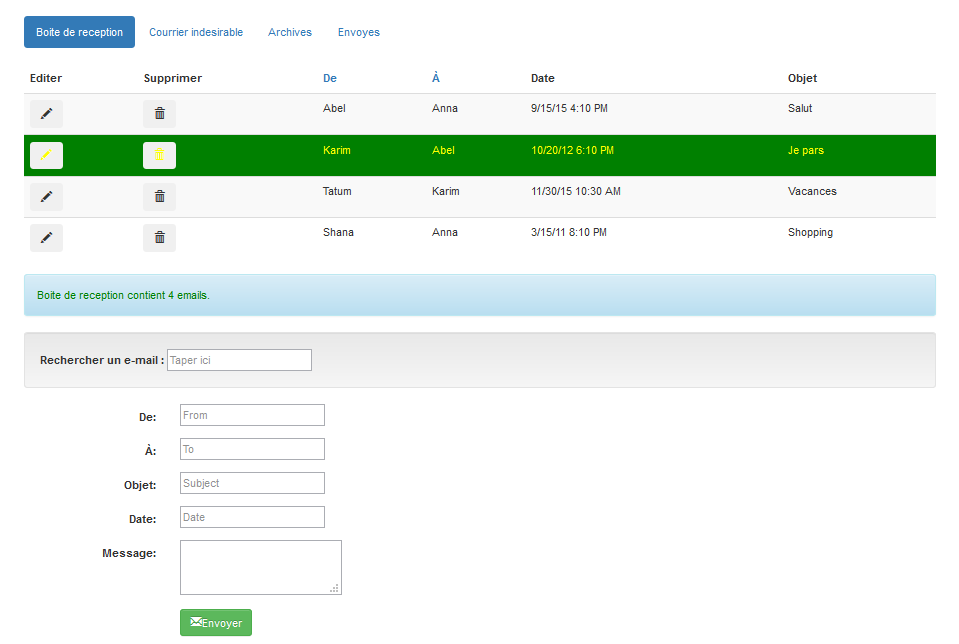 Boite de reception Courrier indesirable Archives Envoyes
Editer Supprimer De À Date Objet
Abel Anna 9/15/15 4:10 PM Salut
Karim Abel 10/20/12 6:10 PM Je pars
Tatum Karim 11/30/15 10:30 AM Vacances
Shana Anna 3/15/11 8:10 PM Shopping
Boite de reception contient 4 emails.
Rechercher un e-mail : Taper ici
De: From
À: To
Objet: Subject
Date: Date
Message:
Envoyer